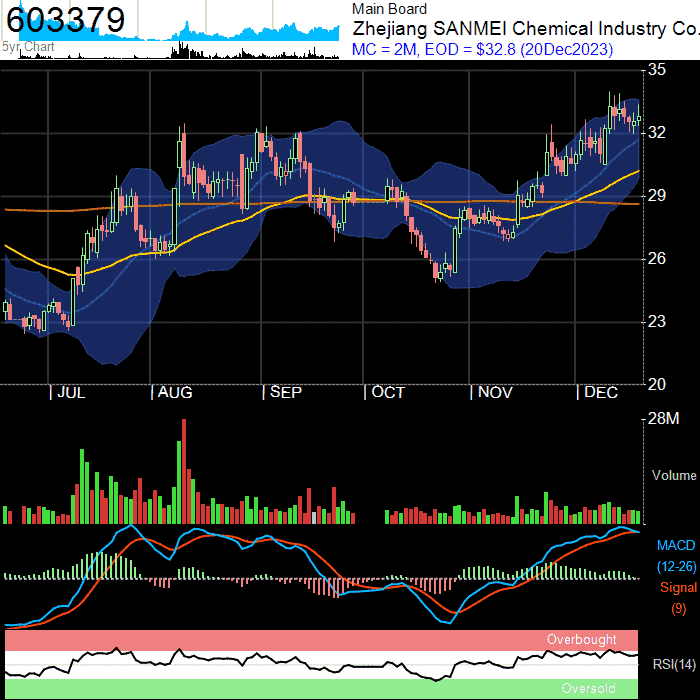 603379
5yr Chart
Main Board
Zhejiang SANMEI Chemical Industry Co.
MC = 2M, EOD = $32.8 (20Dec2023)
35
32
29
26
23
20
| JUL | AUG | SEP | OCT | NOV | DEC
28M
Volume
MACD
(12-26)
Signal
(9)
Overbought
RSI(14)
Oversold